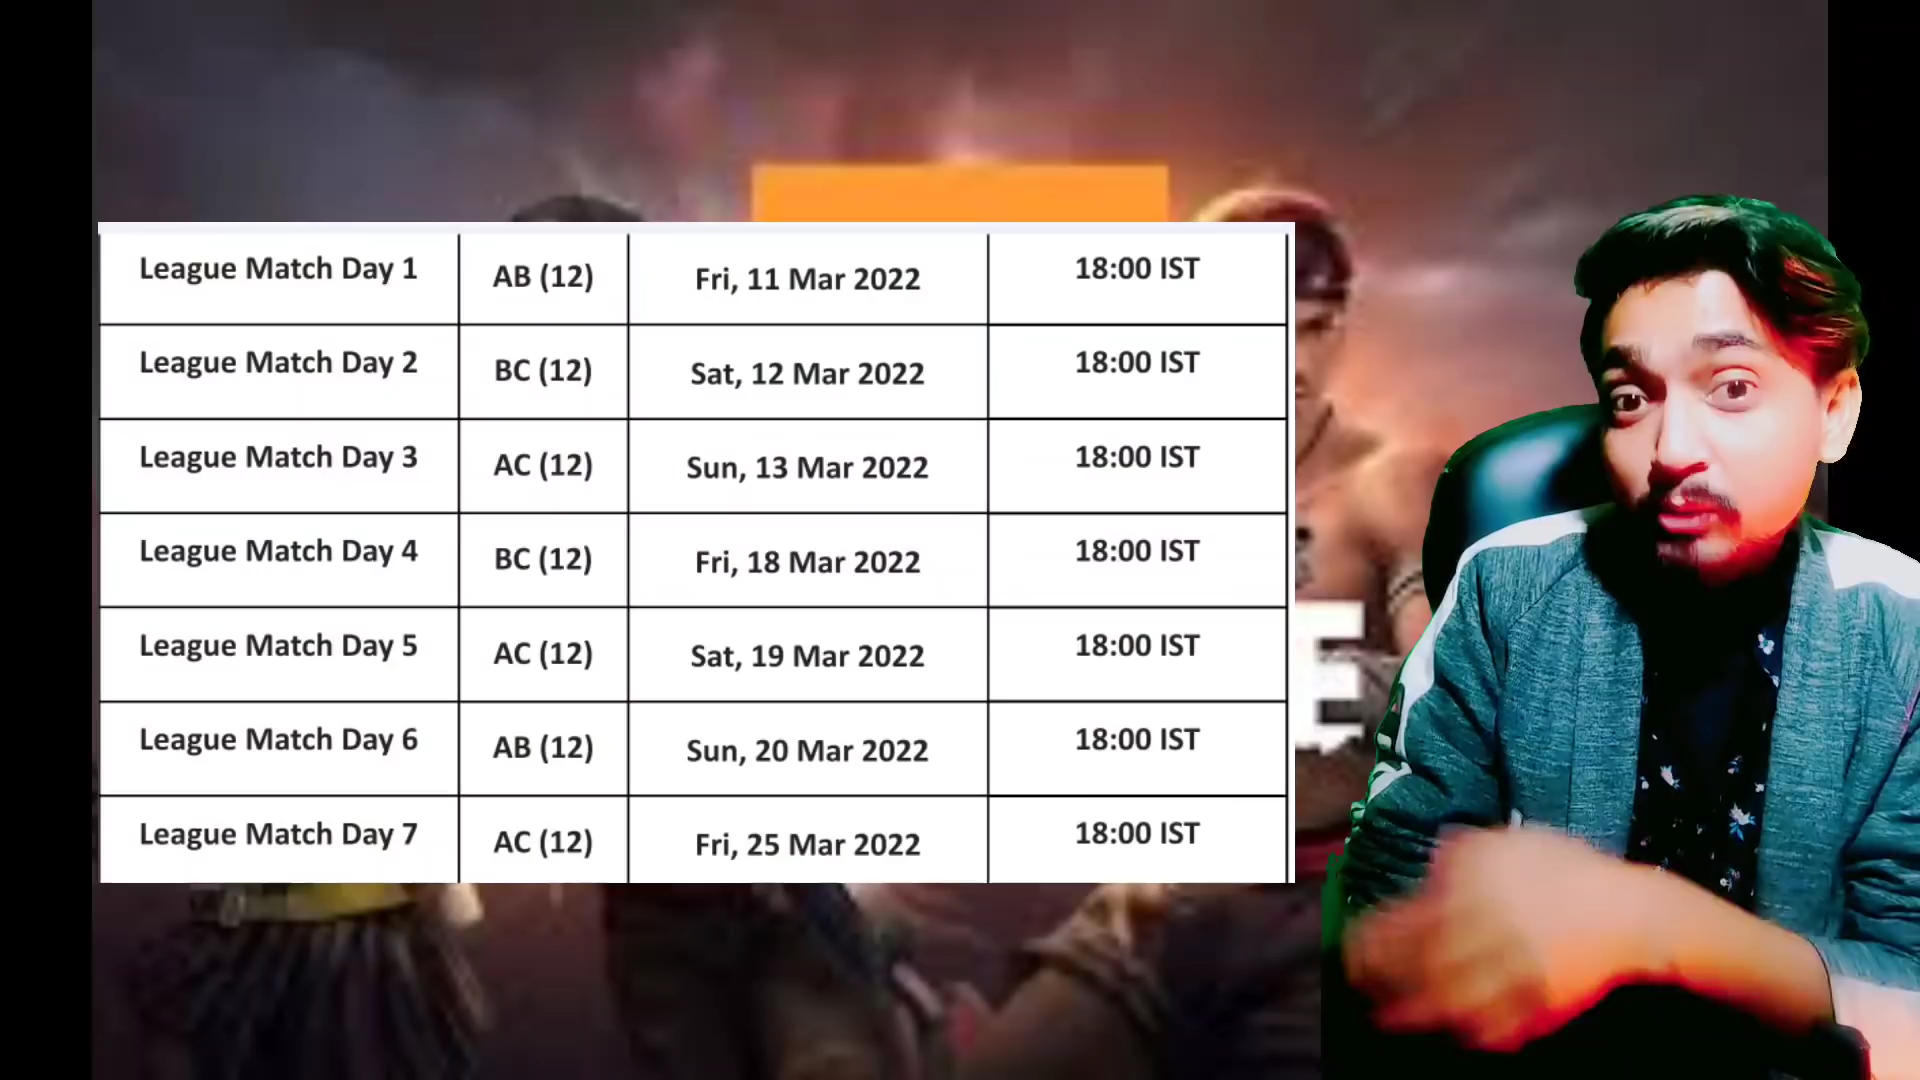 League Match Day 1 AB (12) Fri, 11 Mar 2022 18:00 IST
League Match Day 2 BC (12) Sat, 12 Mar 2022 18:00 IST
League Match Day 3 AC (12) Sun, 13 Mar 2022 18:00 IST
League Match Day 4 BC (12) Fri, 18 Mar 2022 18:00 IST
League Match Day 5 AC (12) Sat, 19 Mar 2022 18:00 IST
League Match Day 6 AB (12) Sun, 20 Mar 2022 18:00 IST
League Match Day 7 AC (12) Fri, 25 Mar 2022 18:00 IST